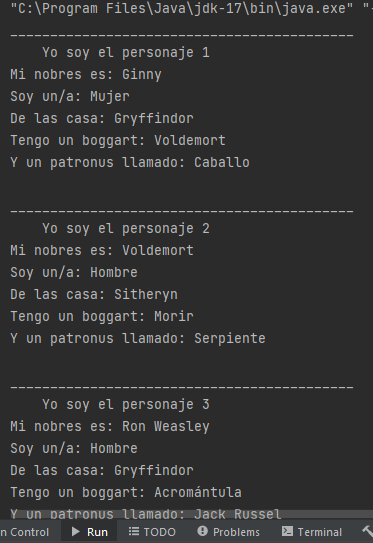 "C:\Program Files\Java\jdk-17\bin\java.exe" "-
___________________________________________
Yo soy el personaje 1
Mi nobres es: Ginny
Soy un/a: Mujer
De las casa: Gryffindor
Tengo un boggart: Voldemort
Y un patronus llamado: Caballo
___________________________________________
Yo soy el personaje 2
Mi nobres es: Voldemort
Soy un/a: Hombre
De las casa: Sitheryn
Tengo un boggart: Morir
Y un patronus llamado: Serpiente
___________________________________________
Yo soy el personaje 3
Mi nobres es: Ron Weasley
Soy un/a: Hombre
De las casa: Gryffindor
Tengo un boggart: Acromántula
Y un patronus llamado: Jack Russel
n Control Run TODO Problems Terminal